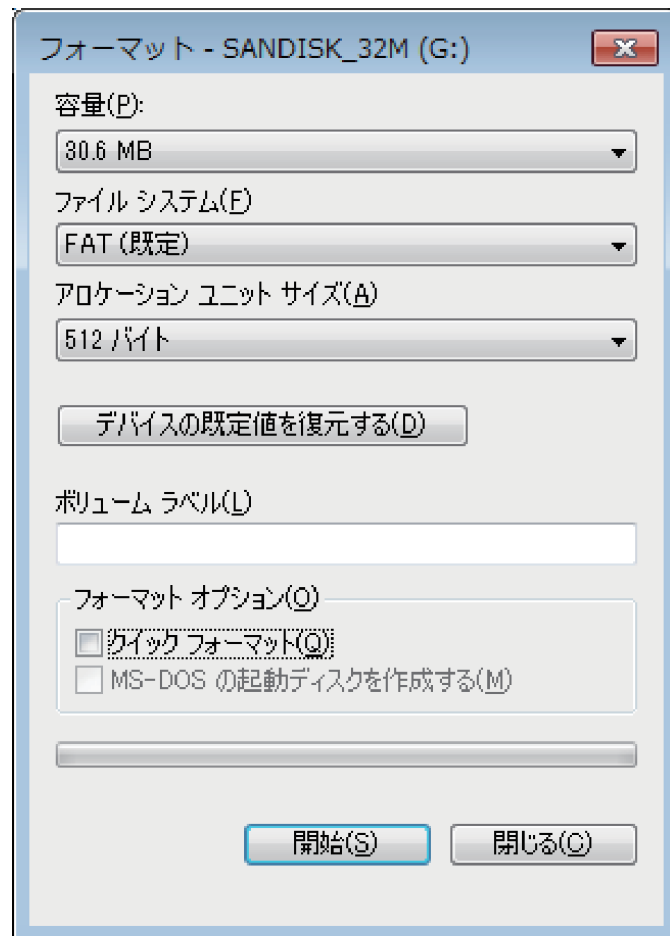 フォーマット - SANDISK_32M (G:)
容量(P):
30.6 MB
ファイル システム(F)
FAT (既定)
アロケーション ユニット サイズ(A)
512 バイト
デバイスの既定値を復元する(D)
ボリューム ラベル(L)
フォーマット オプション(O)
クイック フォーマット(Q)
MS-DOS の起動ディスクを作成する(M)
開始(S)
閉じる(C)